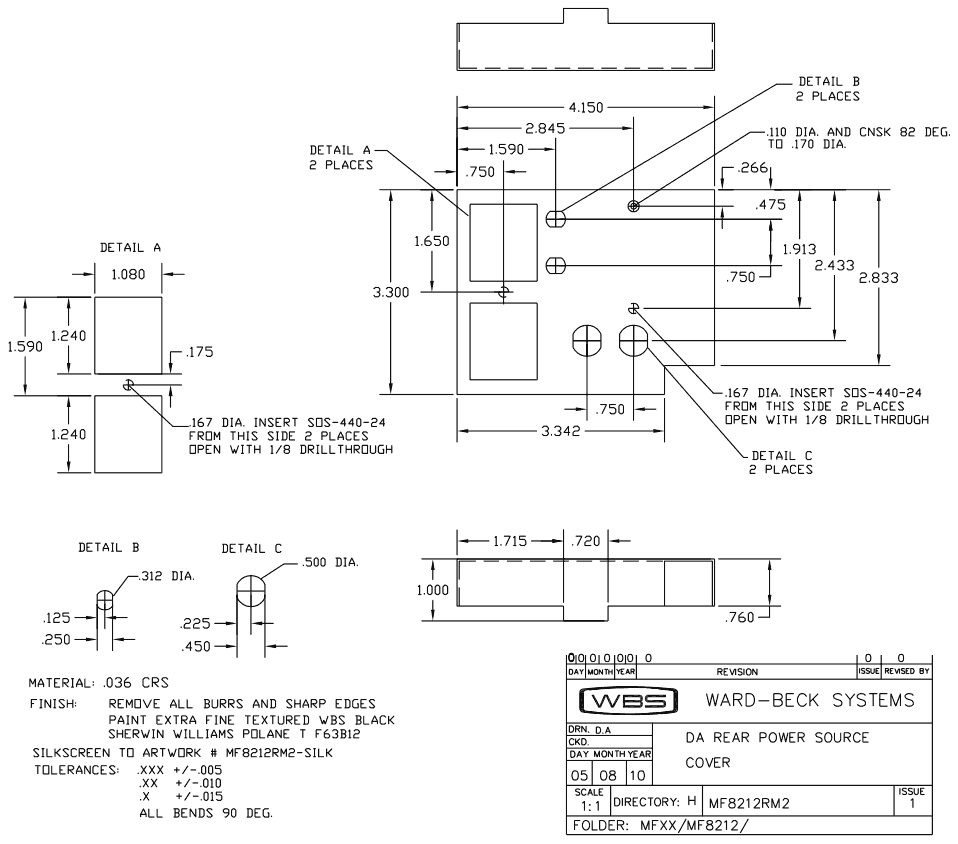 DETAIL B
2 PLACES
4.150
2.845
.110 DIA. AND CNSK 82 DEG.
TO .170 DIA.
DETAIL A
2 PLACES
1.590
.750
.266
.475
1.650
1.913
2.433
2.833
.750
3.300
DETAIL A
1.080
1.240
1.590
.175
1.240
.167 DIA. INSERT SOS-440-24
FROM THIS SIDE 2 PLACES
OPEN WITH 1/8 DRILLTHROUGH
.167 DIA. INSERT SOS-440-24
FROM THIS SIDE 2 PLACES
OPEN WITH 1/8 DRILLTHROUGH
.750
3.342
DETAIL C
2 PLACES
DETAIL B
.312 DIA.
.125
.250
DETAIL C
.500 DIA.
.225
.450
1.715
.720
1.000
.760
MATERIAL: .036 CRS
FINISH: REMOVE ALL BURRS AND SHARP EDGES
PAINT EXTRA FINE TEXTURED WBS BLACK
SHERWIN WILLIAMS POLANE T F63B12
SILKSCREEN TO ARTWORK # MF8212RM2-SILK
TOLERANCES: .XXX +/-.005
.XX +/-.010
.X +/-.015
ALL BENDS 90 DEG.
0 0 0 0 0 0 0 0 0
DAY MONTH YEAR REVISION ISSUE REVISED BY
WBS WARD-BECK SYSTEMS
DRN. D.A
CKD.
DAY MONTH YEAR
05 08 10
DA REAR POWER SOURCE
COVER
SCALE
1:1
DIRECTORY: H
MF8212RM2
ISSUE
1
FOLDER: MFXX/MF8212/